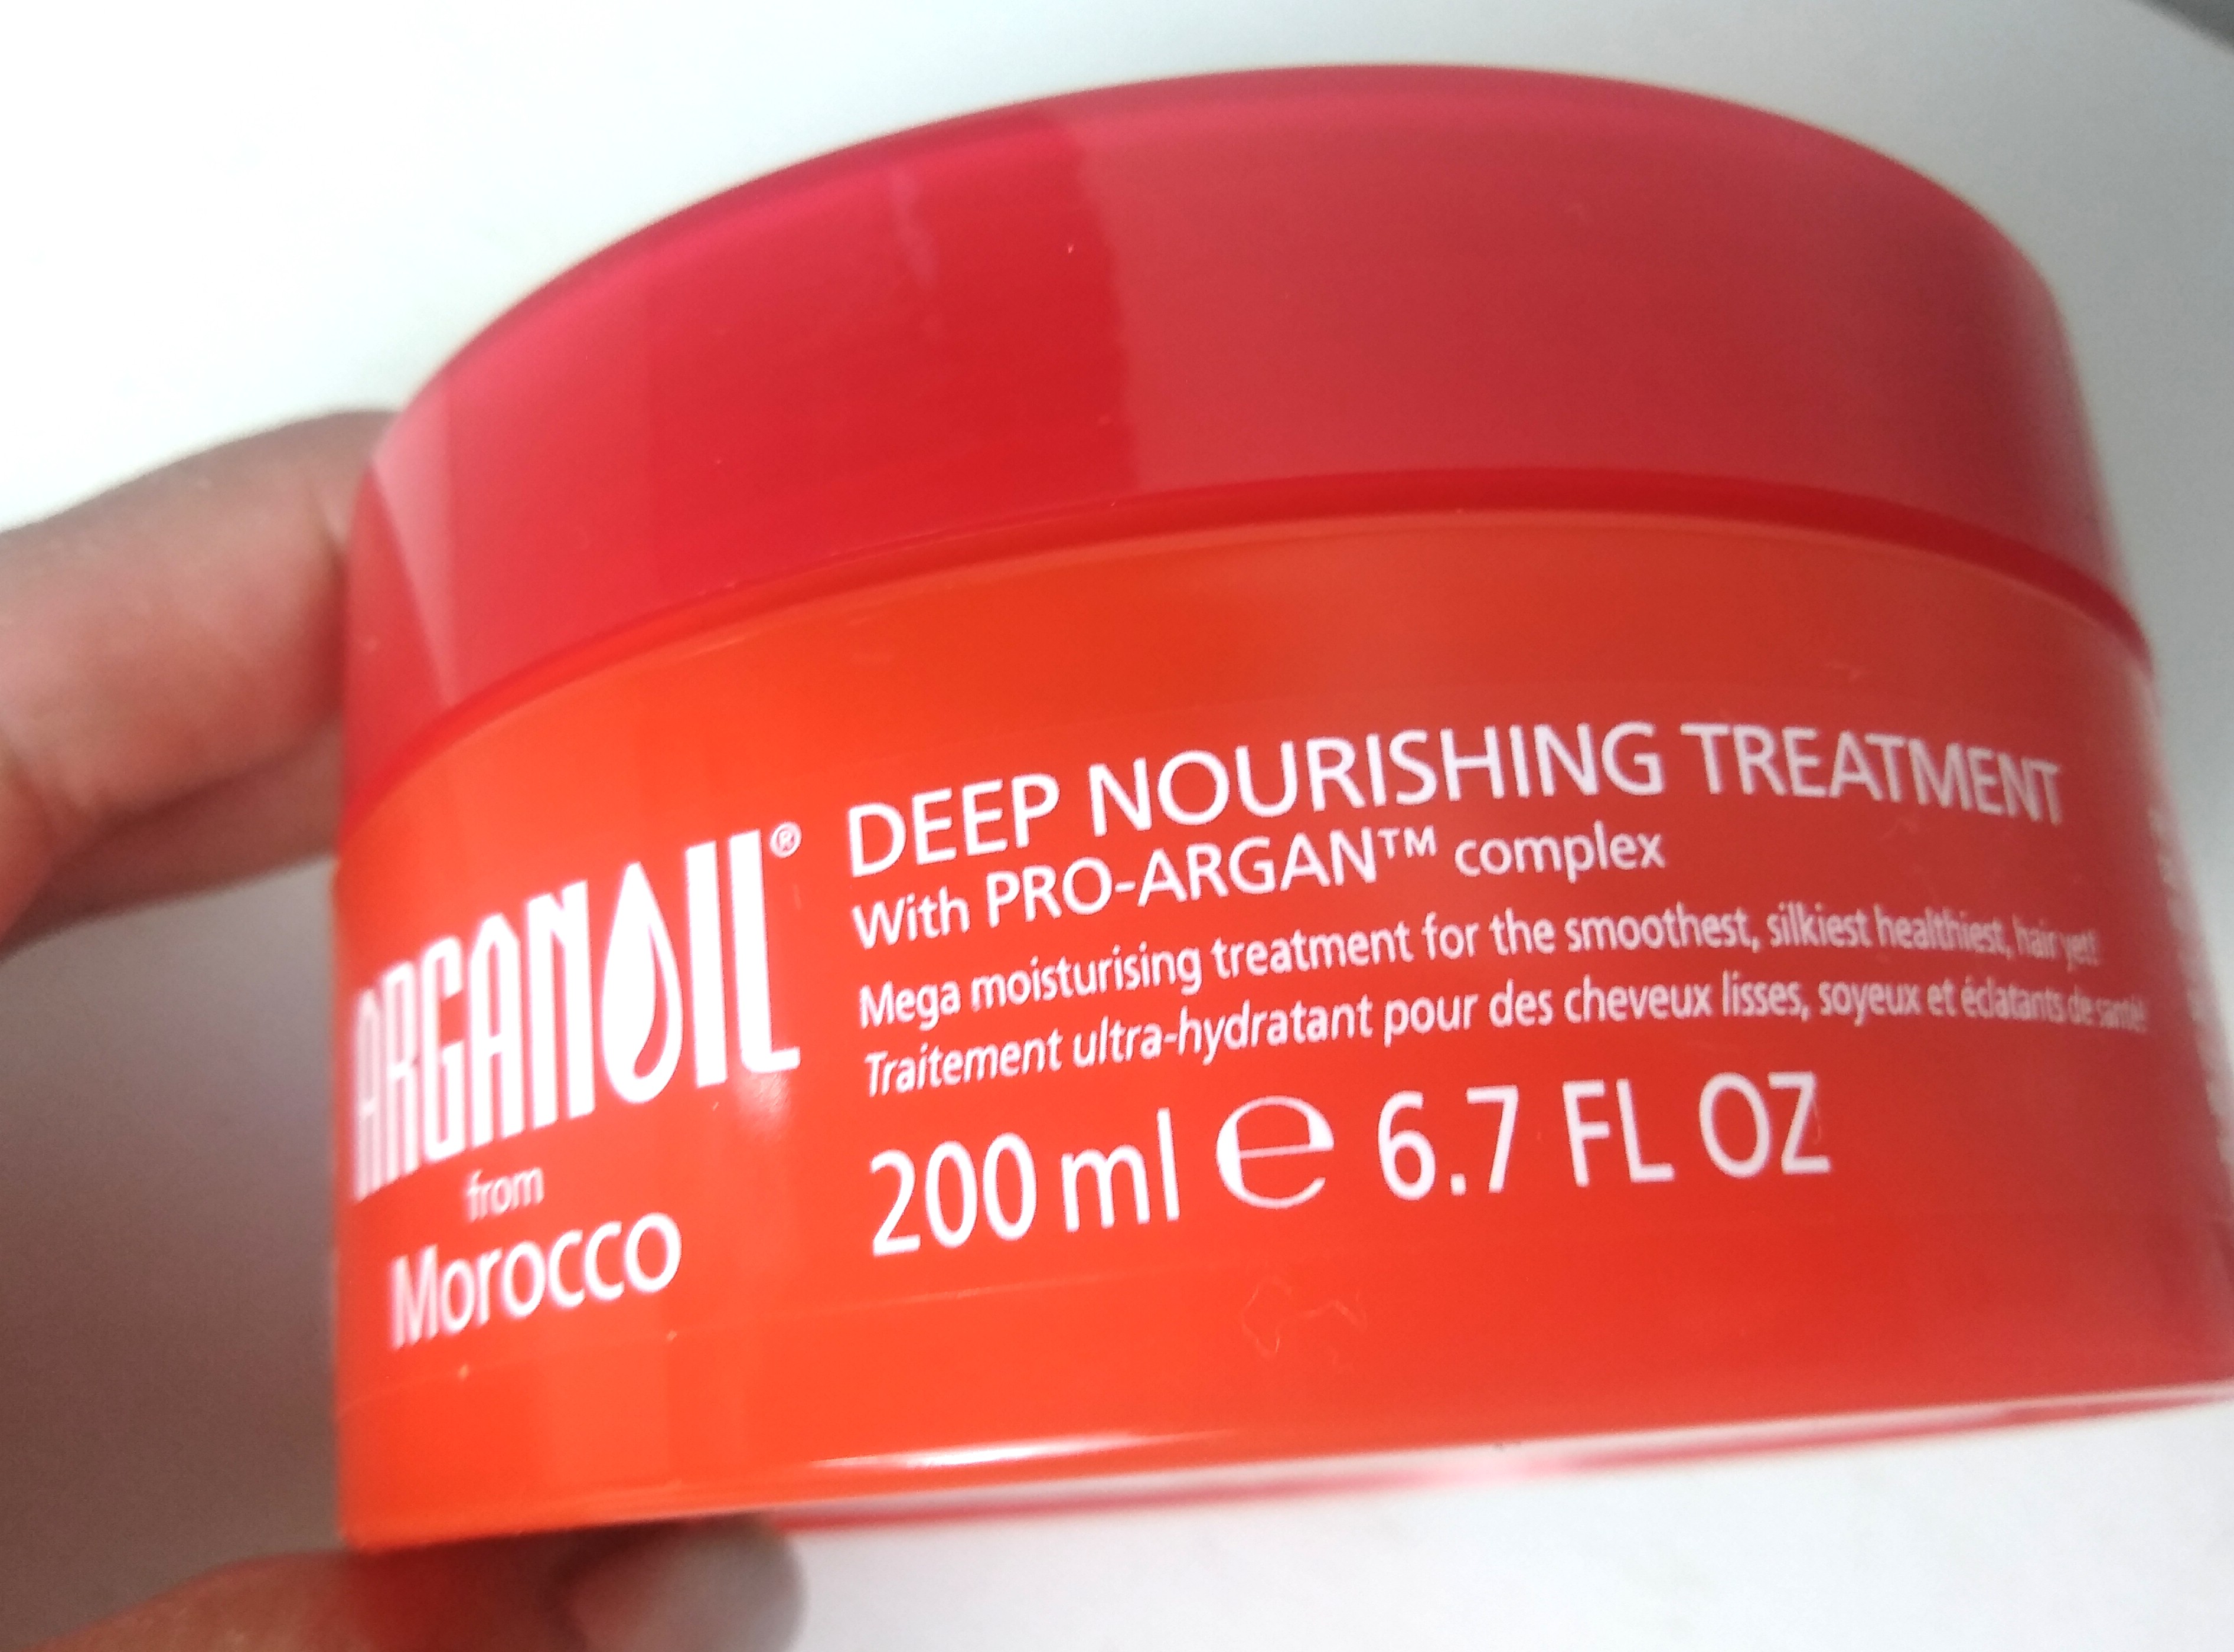 ARGANOIL®
from
Morocco
DEEP NOURISHING TREATMENT
With PRO-ARGAN™ complex
Mega moisturising treatment for the smoothest, silkiest healthiest, hair yet!
Traitement ultra-hydratant pour des cheveux lisses, soyeux et éclatants de santé!
200 ml ℮ 6.7 FL OZ